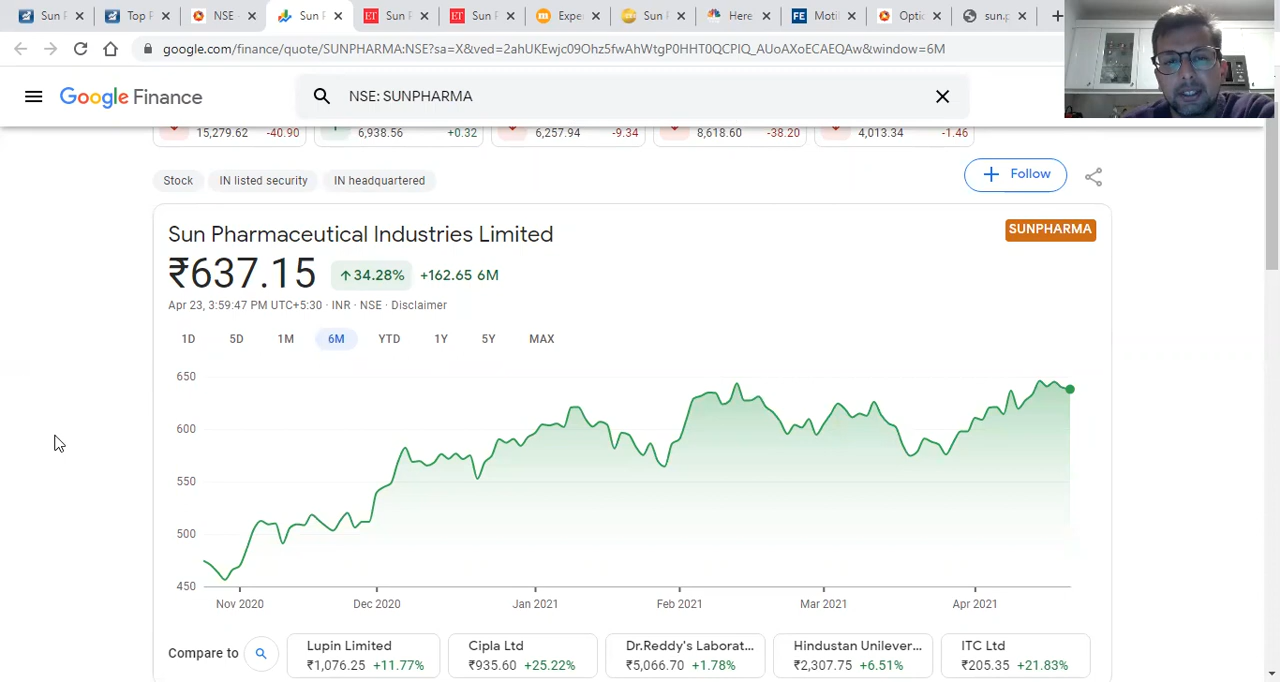 Sun P
Top F
NSE -
Sun P
Sun P
Sun P
Expe
Sun P
Here
Moti
Optic
sun.p
google.com/finance/quote/SUNPHARMA:NSE?sa=X&ved=2ahUKEwjc09Ohz5fwAhWtgP0HHT0QCPIQ_AUoAXoECAEQAw&window=6M
Google Finance
NSE: SUNPHARMA
15,279.62 -40.90 6,938.56 +0.32 6,257.94 -9.34 8,618.60 -38.20 4,013.34 -1.46
Stock IN listed security IN headquartered
Follow
Sun Pharmaceutical Industries Limited
SUNPHARMA
₹637.15 34.28% +162.65 6M
Apr 23, 3:59:47 PM UTC+5:30 · INR · NSE · Disclaimer
1D 5D 1M 6M YTD 1Y 5Y MAX
650
600
550
500
450
Nov 2020 Dec 2020 Jan 2021 Feb 2021 Mar 2021 Apr 2021
Compare to
Lupin Limited
₹1,076.25 +11.77%
Cipla Ltd
₹935.60 +25.22%
Dr.Reddy's Laborat...
₹5,066.70 +1.78%
Hindustan Unilever...
₹2,307.75 +6.51%
ITC Ltd
₹205.35 +21.83%